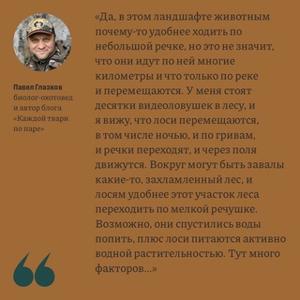 «Да, в этом ландшафте животным
почему-то удобнее ходить по
небольшой речке, но это не значит,
что они идут по ней многие
километры и что только по реке
и перемещаются. У меня стоят
десятки видеоловушек в лесу, и
я вижу, что лоси перемещаются,
в том числе ночью, и по гривам,
и речки переходят, и через поля
движутся. Вокруг могут быть завалы
какие-то, захламленный лес, и
лосям удобнее этот участок леса
переходить по мелкой речушке.
Возможно, они спустились воды
попить, плюс лоси питаются активно
водной растительностью. Тут много
факторов...»
Павел Глазков
биолог-охотовед
и автор блога
«Каждой твари
по паре»